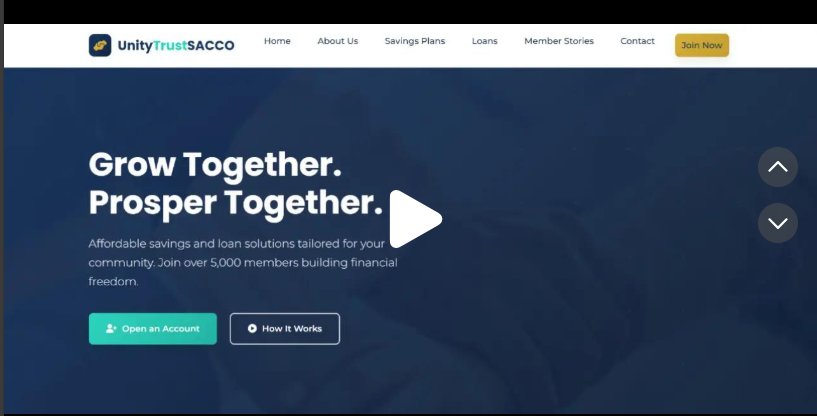 UnityTrustSACCO
Home
About Us
Savings Plans
Loans
Member Stories
Contact
Join Now
Grow Together.
Prosper Together.
Affordable savings and loan solutions tailored for your
community. Join over 5,000 members building financial
freedom.
Open an Account
How It Works